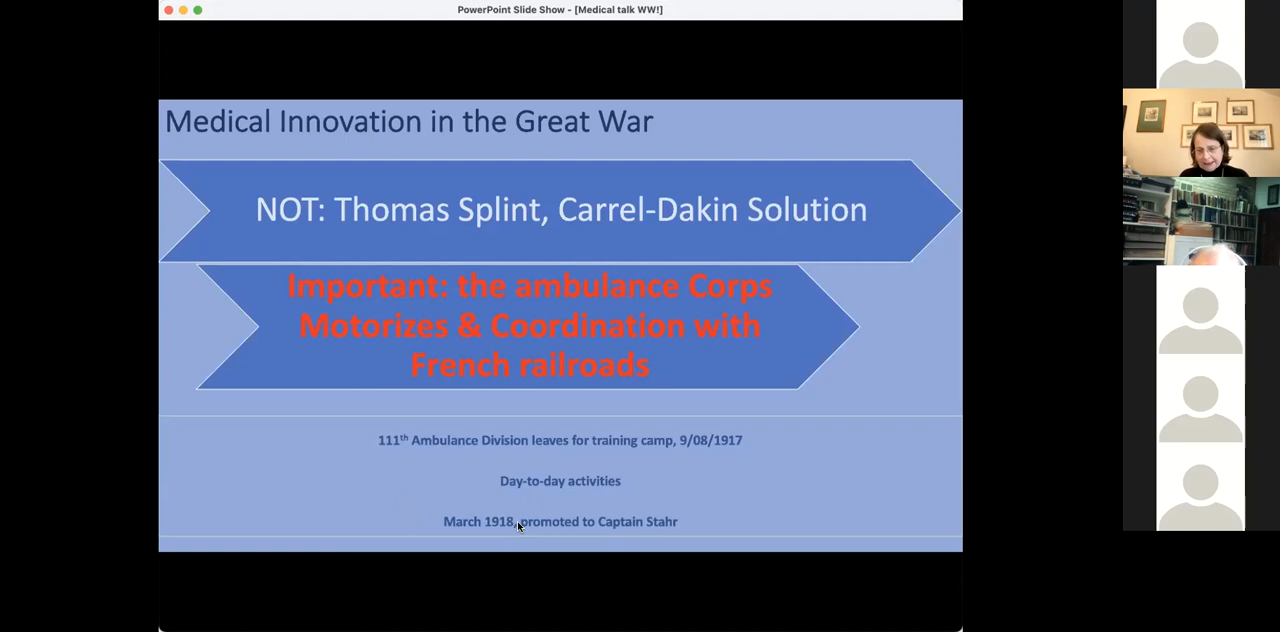 PowerPoint Slide Show - [Medical talk WW!]
Medical Innovation in the Great War
NOT: Thomas Splint, Carrel-Dakin Solution
Important: the ambulance Corps
Motorizes & Coordination with
French railroads
111th Ambulance Division leaves for training camp, 9/08/1917
Day-to-day activities
March 1918, promoted to Captain Stahr